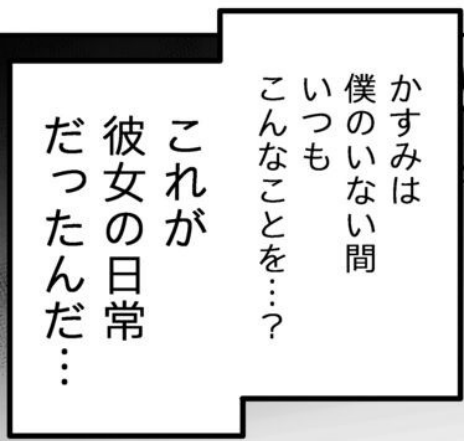 かすみは
僕のいない間
いつも
こんなことを…？
これが
彼女の日常
だったんだ…